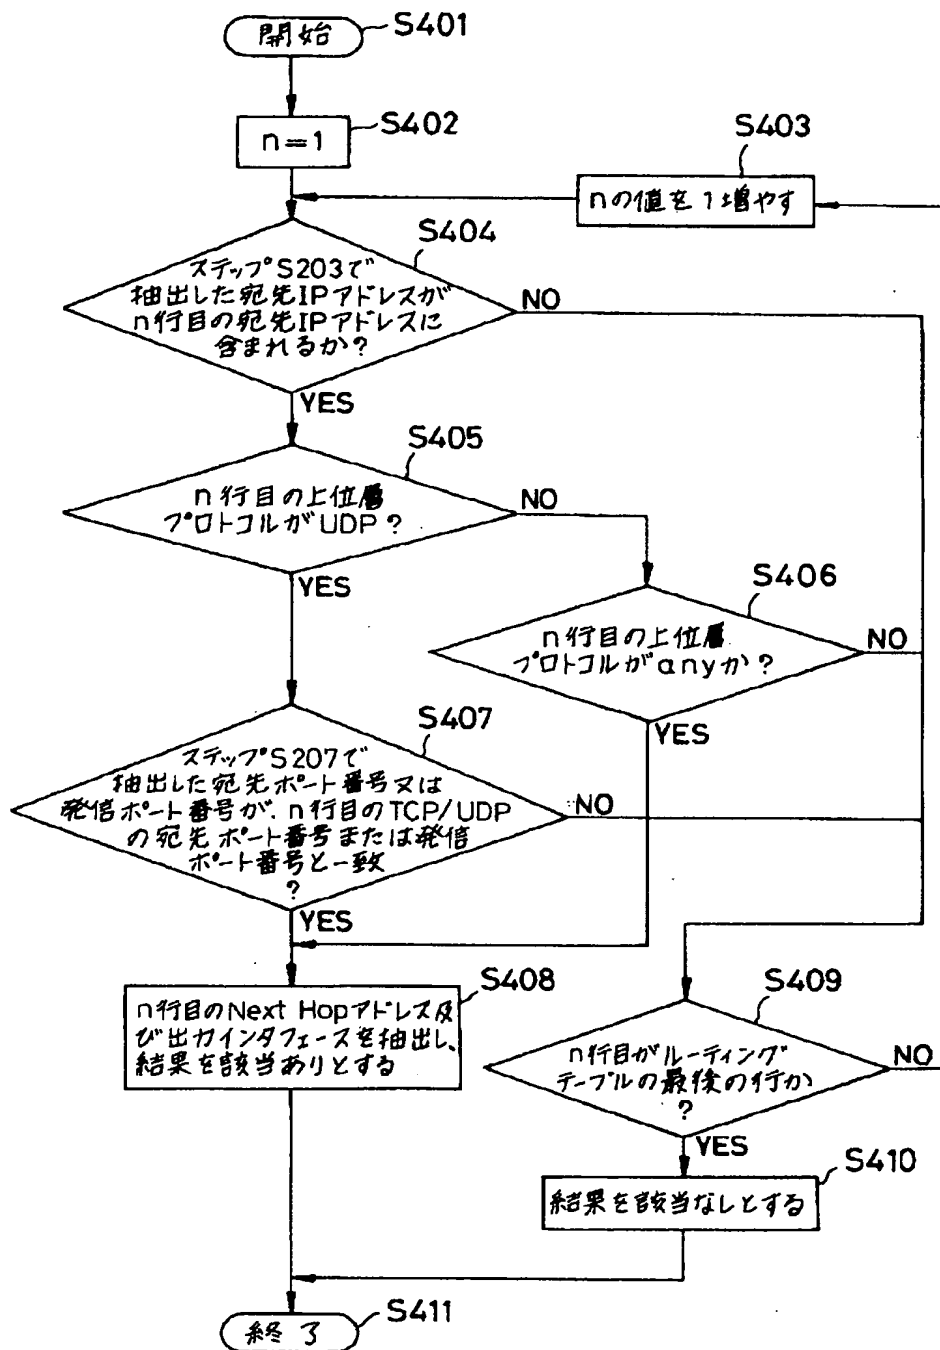 開始
S401
n=1
S402
S403
nの値を1増やす
S404
ステップS203で
抽出した宛先IPアドレスが
n行目の宛先IPアドレスに
含まれるか?
NO
YES
S405
n行目の上位層
プロトコルがUDP?
NO
YES
S406
n行目の上位層
プロトコルがanyか?
NO
YES
S407
ステップS207で
抽出した宛先ポート番号又は
発信ポート番号が、n行目のTCP/UDP
の宛先ポート番号または発信
ポート番号と一致
?
NO
YES
S408
n行目のNext Hopアドレス及
び出力インタフェースを抽出し、
結果を該当ありとする
S409
n行目がルーティング
テーブルの最後の行か
?
NO
YES
S410
結果を該当なしとする
S411
終了